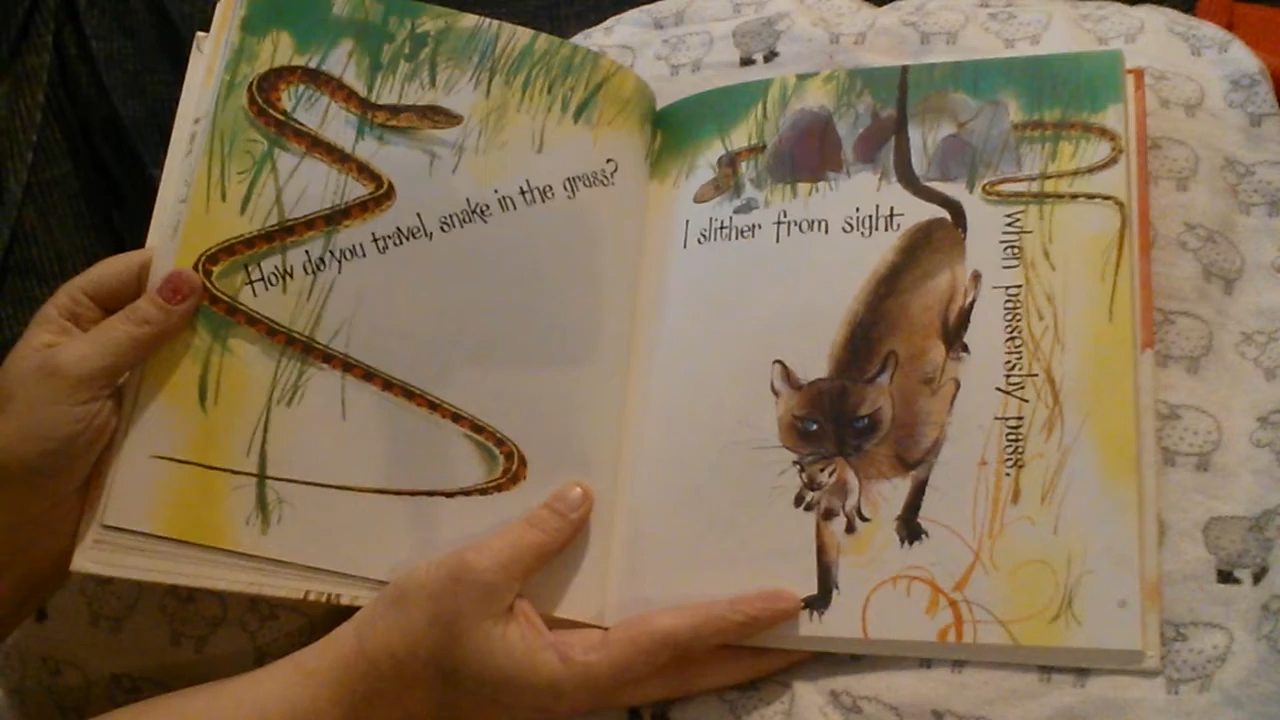 How do you travel, snake in the grass?
I slither from sight
when passersby pass.